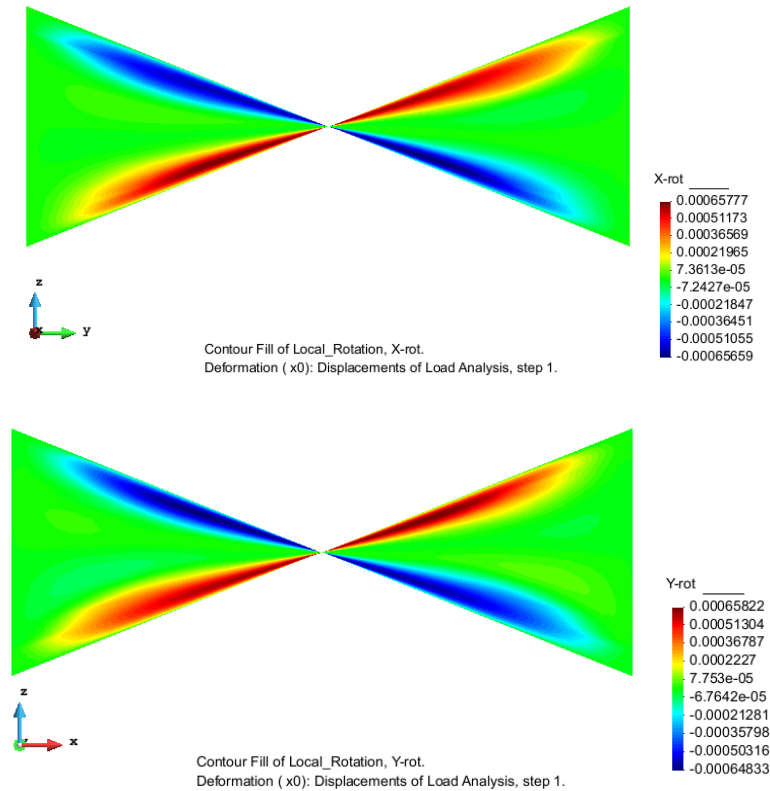 X-rot
0.00065777
0.00051173
0.00036569
0.00021965
7.3613e-05
-7.2427e-05
-0.00021847
-0.00036451
-0.00051055
-0.00065659
z
x
y
Contour Fill of Local_Rotation, X-rot.
Deformation ( x0): Displacements of Load Analysis, step 1.
Y-rot
0.00065822
0.00051304
0.00036787
0.0002227
7.753e-05
-6.7642e-05
-0.00021281
-0.00035798
-0.00050316
-0.00064833
z
x
Contour Fill of Local_Rotation, Y-rot.
Deformation ( x0): Displacements of Load Analysis, step 1.